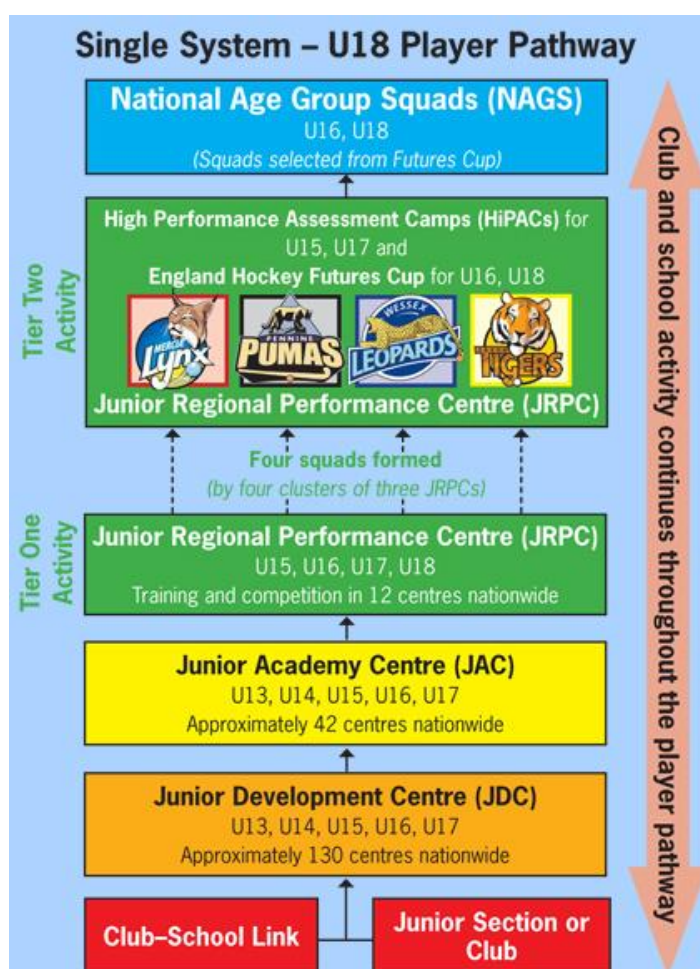 Single System – U18 Player Pathway
National Age Group Squads (NAGS)
U16, U18
(Squads selected from Futures Cup)
High Performance Assessment Camps (HiPACs) for
U15, U17 and
England Hockey Futures Cup for U16, U18
MERCIA
Lynx
PENNINE
PUMAS
WESSEX
LEOPARDS
TIGERS
Junior Regional Performance Centre (JRPC)
Tier Two
Activity
Four squads formed
(by four clusters of three JRPCs)
Junior Regional Performance Centre (JRPC)
U15, U16, U17, U18
Training and competition in 12 centres nationwide
Tier One
Activity
Junior Academy Centre (JAC)
U13, U14, U15, U16, U17
Approximately 42 centres nationwide
Junior Development Centre (JDC)
U13, U14, U15, U16, U17
Approximately 130 centres nationwide
Club–School Link
Junior Section or
Club
Club and school activity continues throughout the player pathway